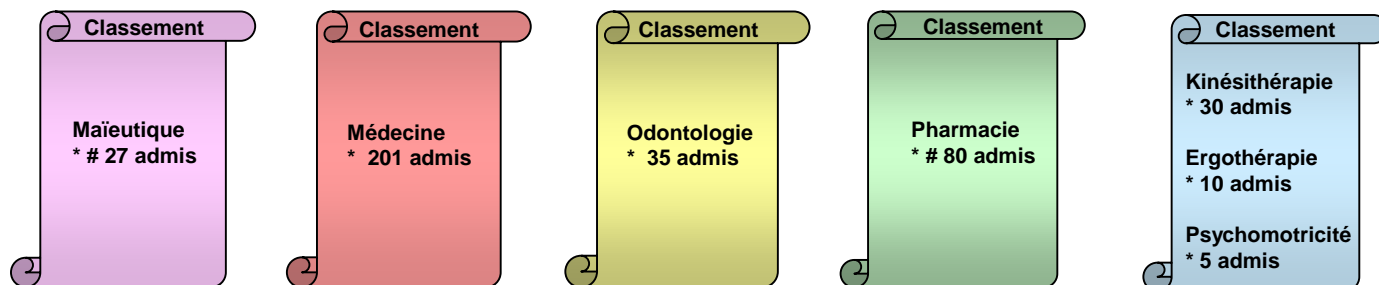 Classement
Maïeutique
* # 27 admis
Classement
Médecine
* 201 admis
Classement
Odontologie
* 35 admis
Classement
Pharmacie
* # 80 admis
Classement
Kinésithérapie
* 30 admis
Ergothérapie
* 10 admis
Psychomotricité
* 5 admis